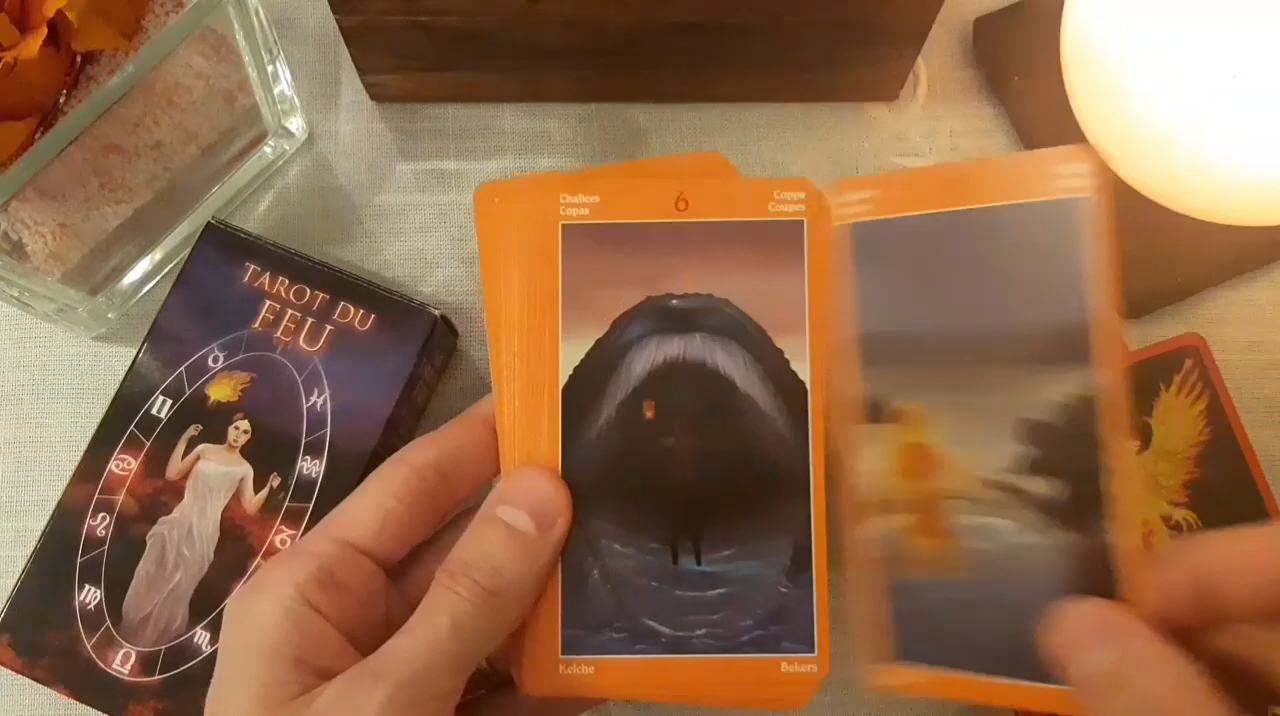 TAROT DU
FEU
Chalices 6 Coppe
Copas Coupes
Kelche Bekers